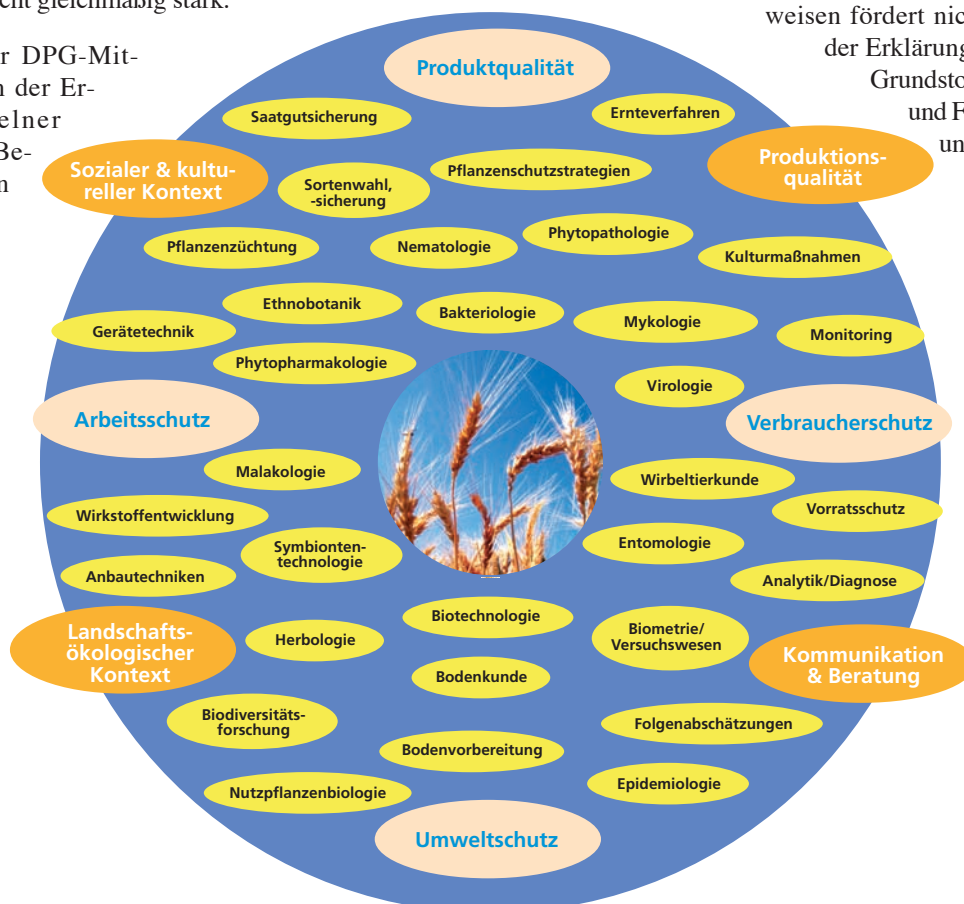 cht gleichmäßig stark.
r DPG-Mit-
n der Er-
elner
Be-
n
weisen fördert nic
der Erklärung
Grundsto
und F
un
Produktqualität
Saatgutsicherung
Ernteverfahren
Sozialer & kultu-
reller Kontext
Produktions-
qualität
Pflanzenschutzstrategien
Sortenwahl,
-sicherung
Pflanzenzüchtung
Nematologie
Phytopathologie
Kulturmaßnahmen
Ethnobotanik
Bakteriologie
Mykologie
Gerätetechnik
Monitoring
Phytopharmakologie
Virologie
Arbeitsschutz
Verbraucherschutz
Malakologie
Wirbeltierkunde
Wirkstoffentwicklung
Vorratsschutz
Symbionten-
technologie
Entomologie
Anbautechniken
Analytik/Diagnose
Biotechnologie
Landschafts-
ökologischer
Kontext
Herbologie
Biometrie/
Versuchswesen
Kommunikation
& Beratung
Bodenkunde
Biodiversitäts-
forschung
Folgenabschätzungen
Bodenvorbereitung
Nutzpflanzenbiologie
Epidemiologie
Umweltschutz